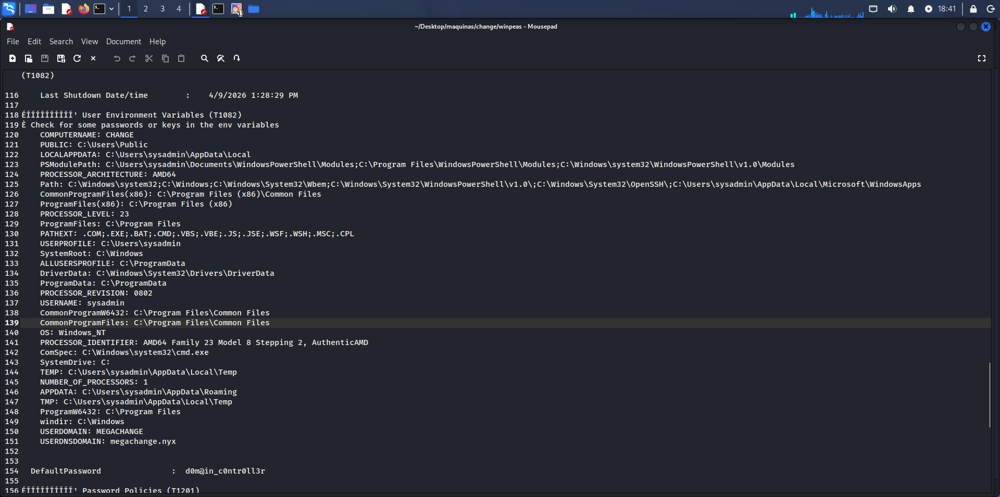 1 2 3 4 18:41
~/Desktop/maquinas/change/winpeas - Mousepad
File Edit Search View Document Help
(T1082)
116 Last Shutdown Date/time : 4/9/2026 1:28:29 PM
117
118 ÉÍÍÍÍÍÍÍÍÍÍ¹ User Environment Variables (T1082)
119 È Check for some passwords or keys in the env variables
120 COMPUTERNAME: CHANGE
121 PUBLIC: C:\Users\Public
122 LOCALAPPDATA: C:\Users\sysadmin\AppData\Local
123 PSModulePath: C:\Users\sysadmin\Documents\WindowsPowerShell\Modules;C:\Program Files\WindowsPowerShell\Modules;C:\Windows\system32\WindowsPowerShell\v1.0\Modules
124 PROCESSOR_ARCHITECTURE: AMD64
125 Path: C:\Windows\system32;C:\Windows;C:\Windows\System32\Wbem;C:\Windows\System32\WindowsPowerShell\v1.0\;C:\Windows\System32\OpenSSH\;C:\Users\sysadmin\AppData\Local\Microsoft\WindowsApps
126 CommonProgramFiles(x86): C:\Program Files (x86)\Common Files
127 ProgramFiles(x86): C:\Program Files (x86)
128 PROCESSOR_LEVEL: 23
129 ProgramFiles: C:\Program Files
130 PATHEXT: .COM;.EXE;.BAT;.CMD;.VBS;.VBE;.JS;.JSE;.WSF;.WSH;.MSC;.CPL
131 USERPROFILE: C:\Users\sysadmin
132 SystemRoot: C:\Windows
133 ALLUSERSPROFILE: C:\ProgramData
134 DriverData: C:\Windows\System32\Drivers\DriverData
135 ProgramData: C:\ProgramData
136 PROCESSOR_REVISION: 0802
137 USERNAME: sysadmin
138 CommonProgramW6432: C:\Program Files\Common Files
139 CommonProgramFiles: C:\Program Files\Common Files
140 OS: Windows_NT
141 PROCESSOR_IDENTIFIER: AMD64 Family 23 Model 8 Stepping 2, AuthenticAMD
142 ComSpec: C:\Windows\system32\cmd.exe
143 SystemDrive: C:
144 TEMP: C:\Users\sysadmin\AppData\Local\Temp
145 NUMBER_OF_PROCESSORS: 1
146 APPDATA: C:\Users\sysadmin\AppData\Roaming
147 TMP: C:\Users\sysadmin\AppData\Local\Temp
148 ProgramW6432: C:\Program Files
149 windir: C:\Windows
150 USERDOMAIN: MEGACHANGE
151 USERDNSDOMAIN: megachange.nyx
152
153
154 DefaultPassword : d0m@in_c0ntr0ll3r
155
156 ÉÍÍÍÍÍÍÍÍÍÍ¹ Password Policies (T1201)